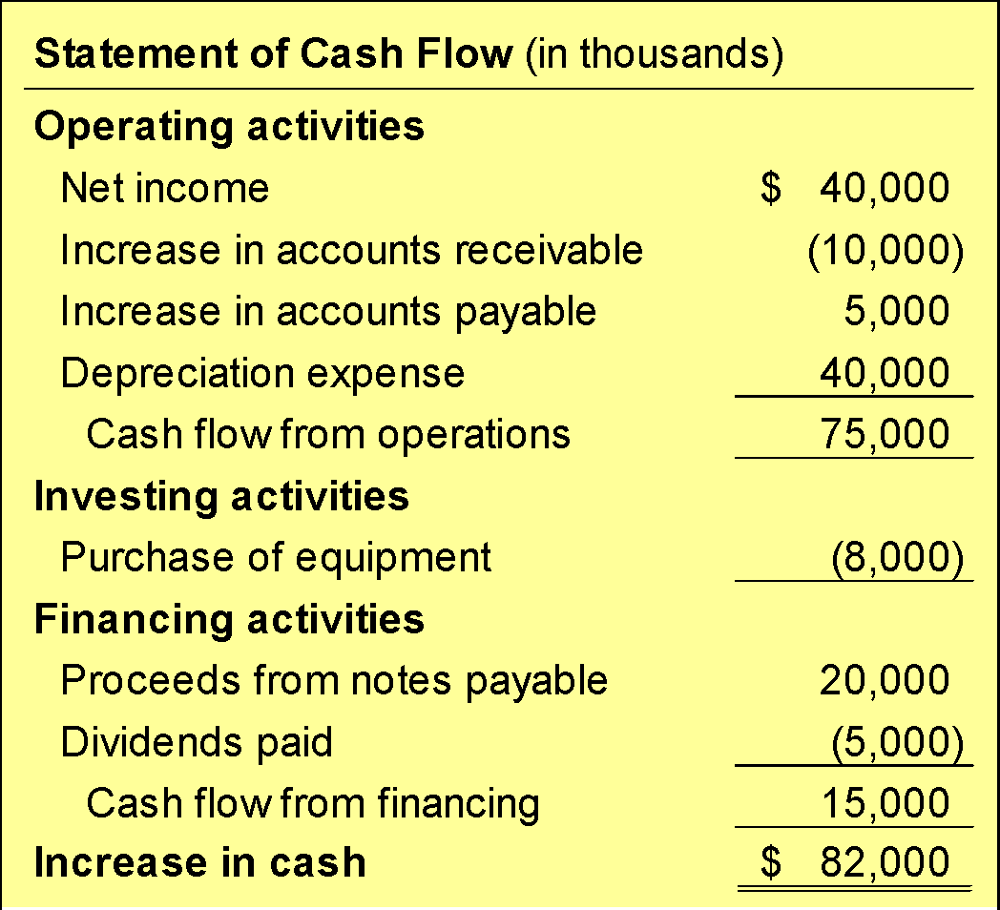 Statement of Cash Flow (in thousands)
Operating activities
Net income $ 40,000
Increase in accounts receivable (10,000)
Increase in accounts payable 5,000
Depreciation expense 40,000
Cash flow from operations 75,000
Investing activities
Purchase of equipment (8,000)
Financing activities
Proceeds from notes payable 20,000
Dividends paid (5,000)
Cash flow from financing 15,000
Increase in cash $ 82,000